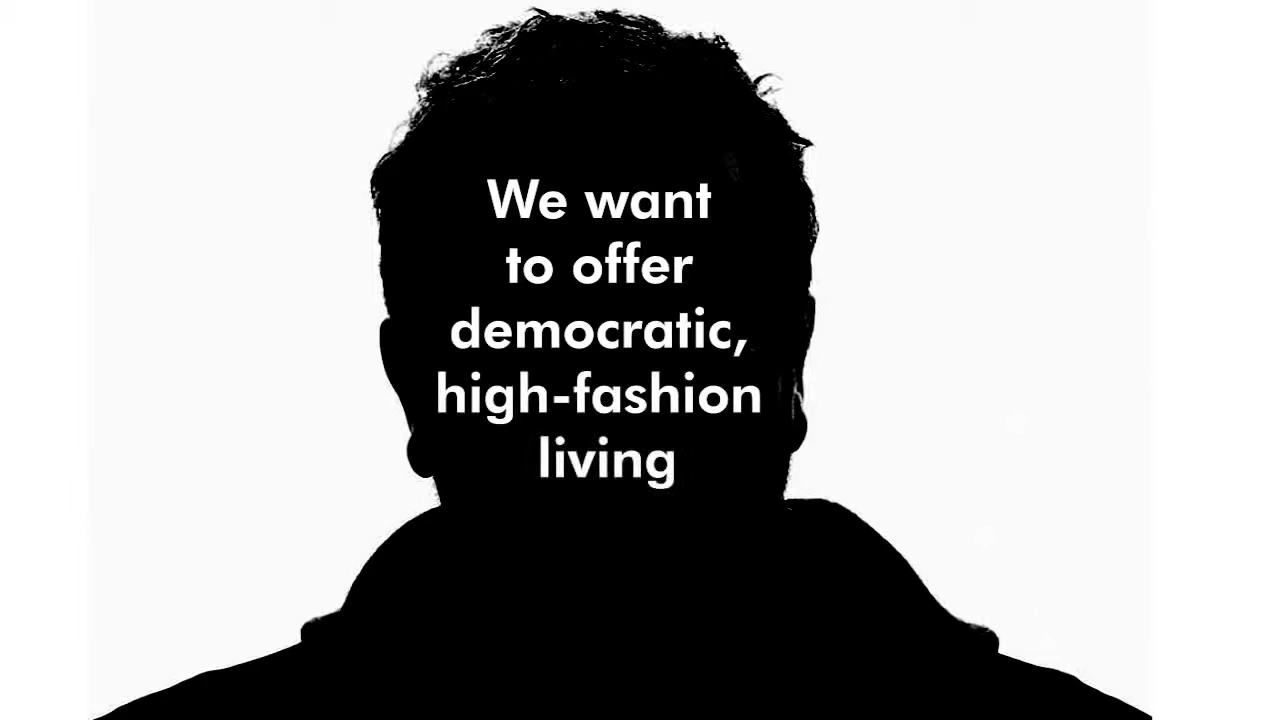 We want
to offer
democratic,
high-fashion
living